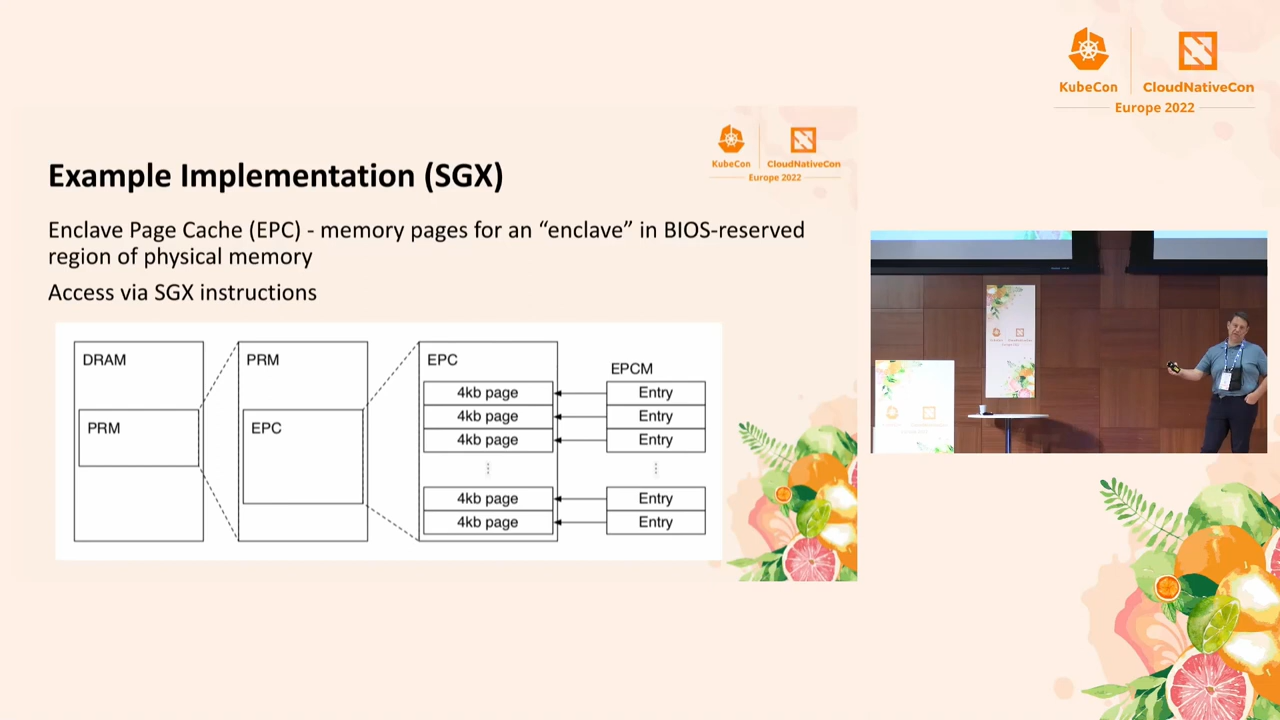 KubeCon
CloudNativeCon
Europe 2022
KubeCon
CloudNativeCon
Europe 2022
Example Implementation (SGX)
Enclave Page Cache (EPC) - memory pages for an “enclave” in BIOS-reserved
region of physical memory
Access via SGX instructions
DRAM
PRM
PRM
EPC
EPC
4kb page
4kb page
4kb page
4kb page
4kb page
EPCM
Entry
Entry
Entry
Entry
Entry